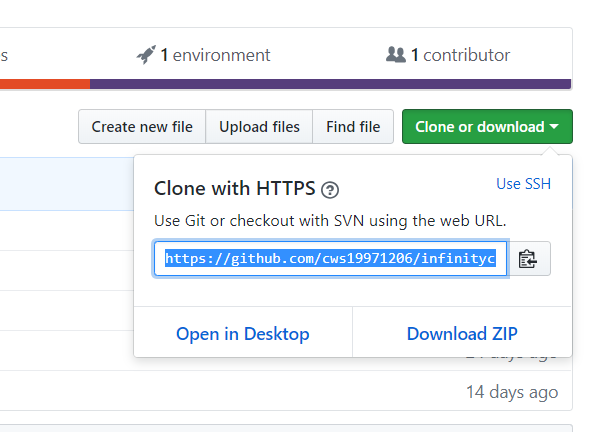 s
1 environment
1 contributor
Create new file
Upload files
Find file
Clone or download
Clone with HTTPS ?
Use SSH
Use Git or checkout with SVN using the web URL.
https://github.com/cws19971206/infinityc
Open in Desktop
Download ZIP
days ago
14 days ago